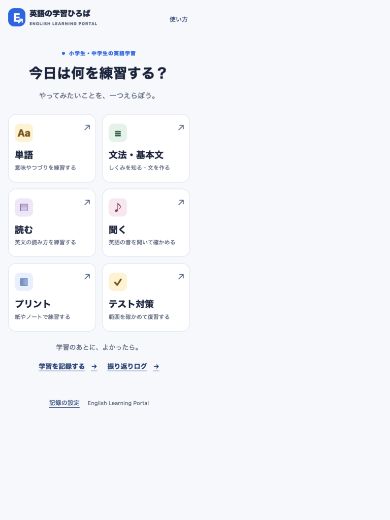 英語の学習ひろば
ENGLISH LEARNING PORTAL
使い方
小学生・中学生の英語学習
今日は何を練習する？
やってみたいことを、一つえらぼう。
Aa
単語
意味やつづりを練習する
文法・基本文
しくみを知る・文を作る
読む
英文の読み方を練習する
聞く
英語の音を聞いて確かめる
プリント
紙やノートで練習する
テスト対策
範囲を確かめて復習する
学習のあとに、よかったら。
学習を記録する →
振り返りログ →
記録の設定
English Learning Portal